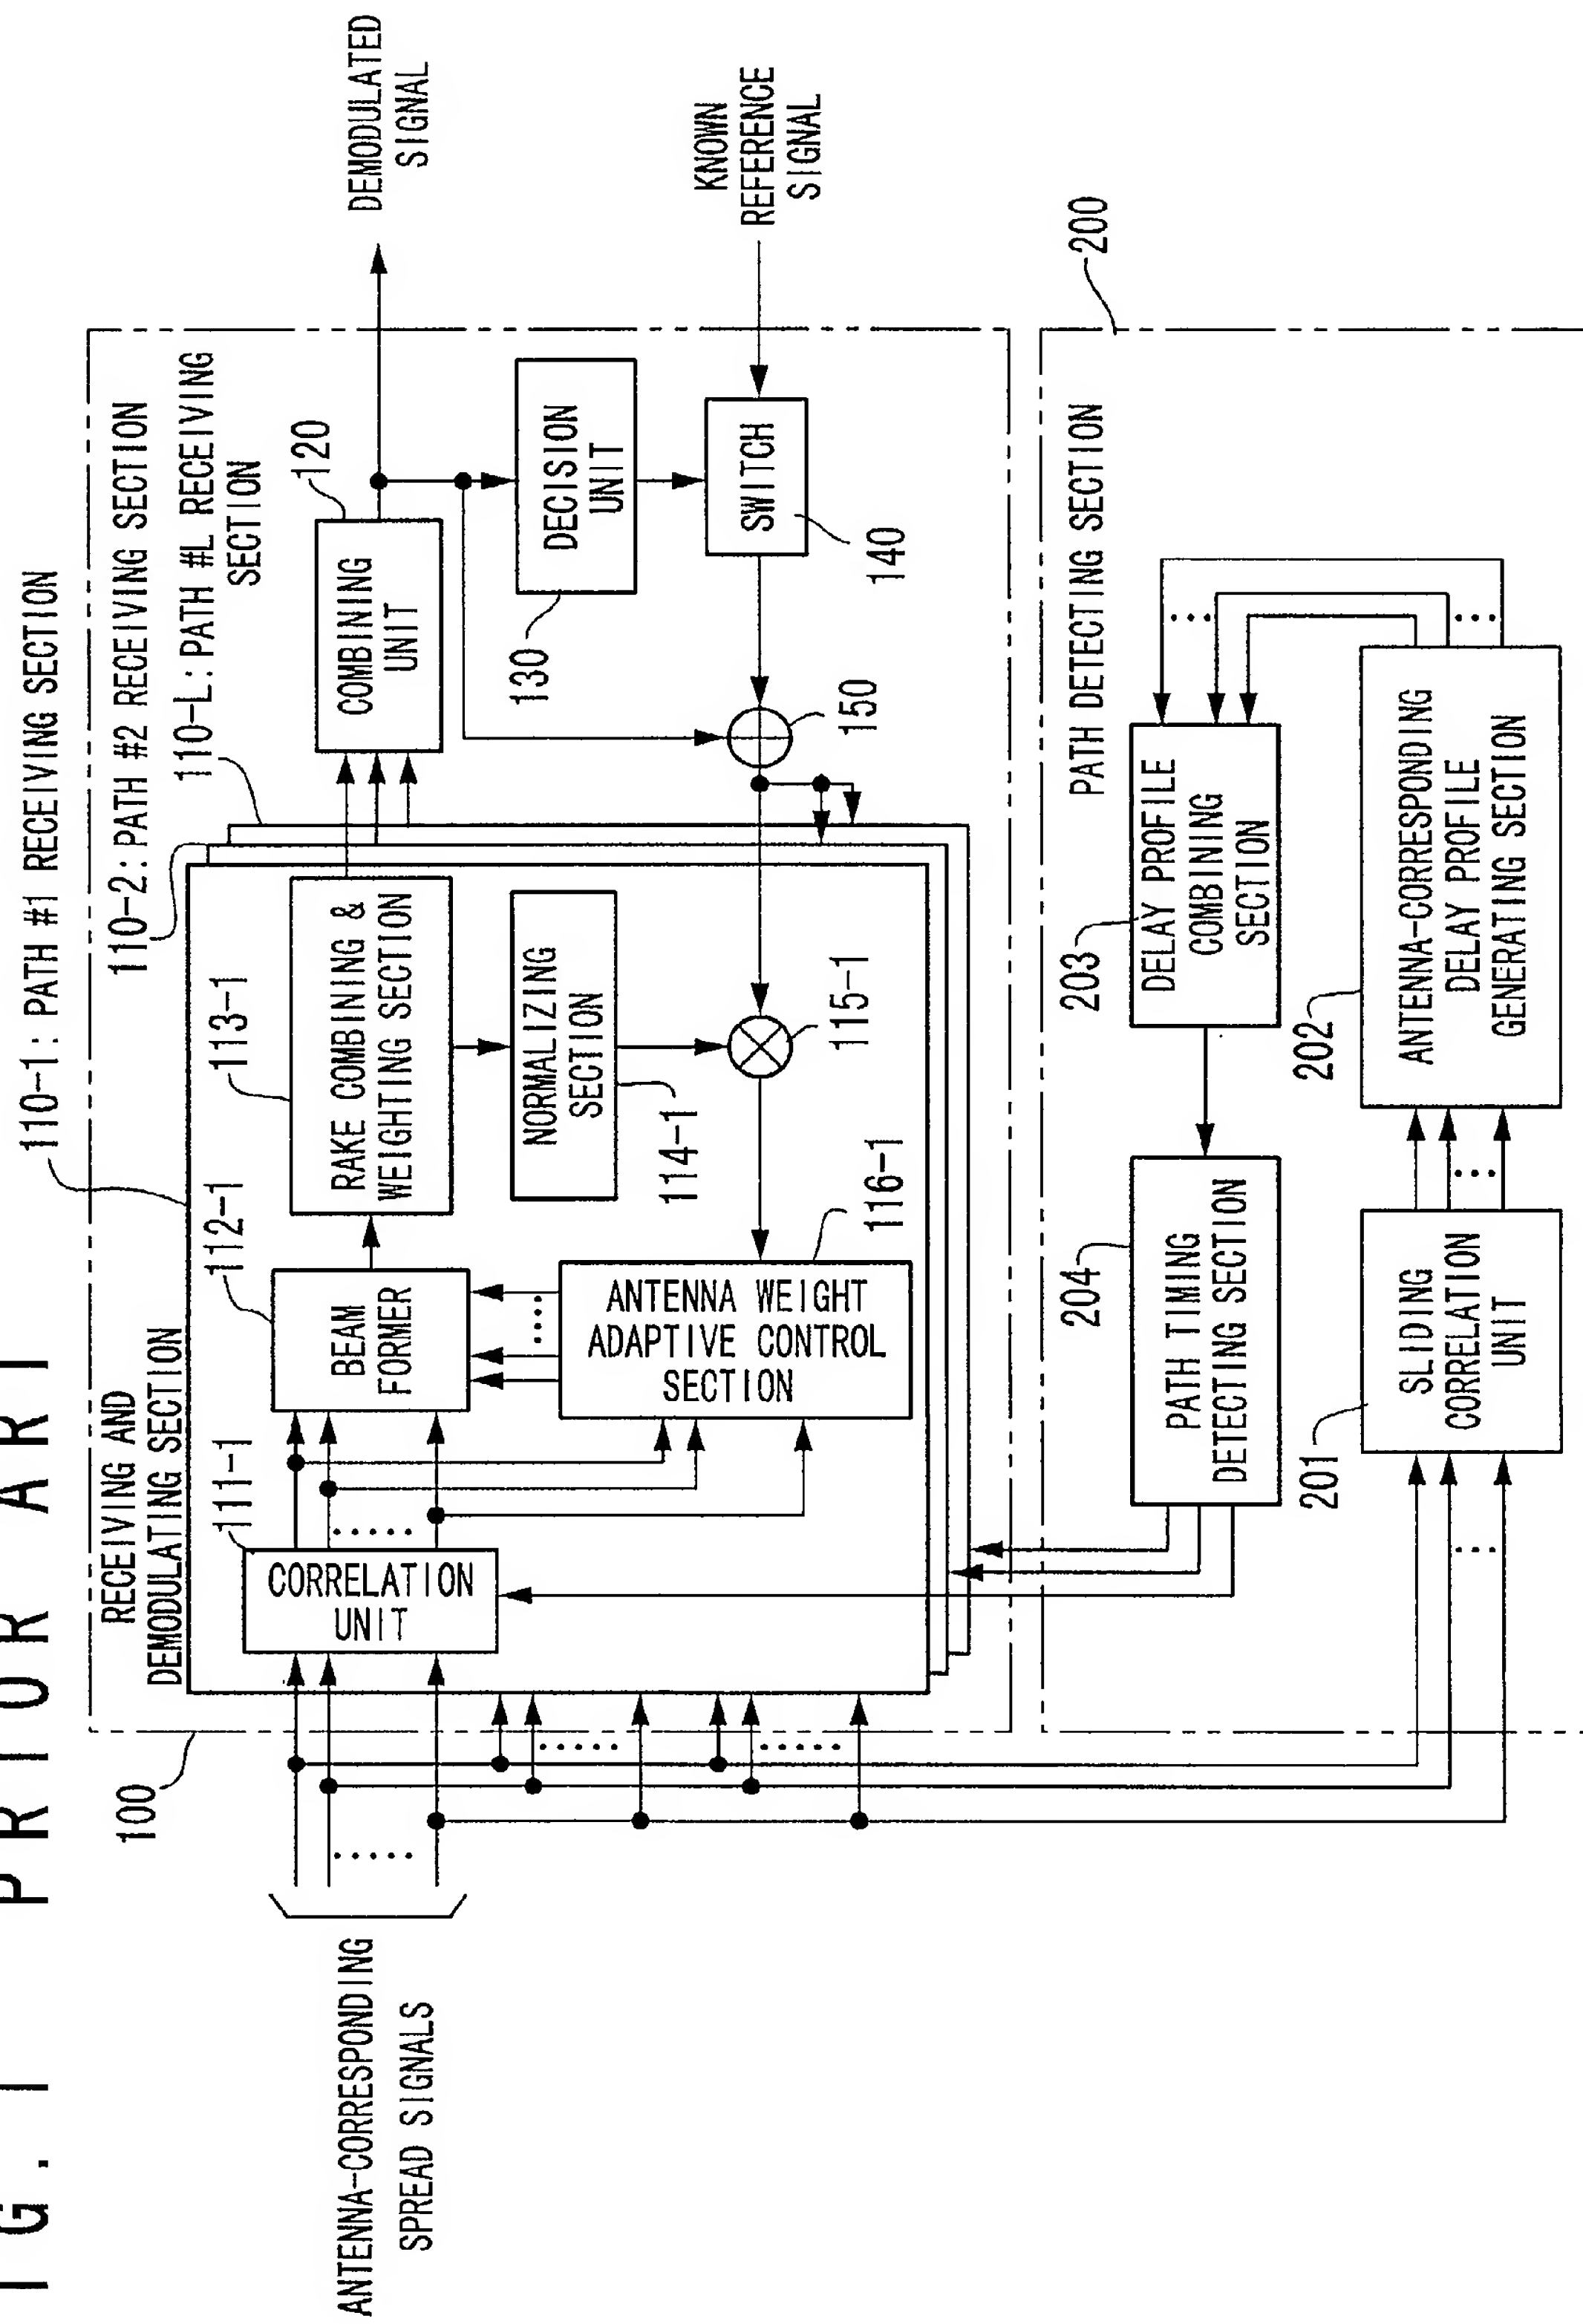 IG. 1 PRIOR ART
110-1: PATH #1 RECEIVING SECTION
110-2: PATH #2 RECEIVING SECTION
110-L: PATH #L RECEIVING
SECTION
100
RECEIVING AND
DEMODULATING SECTION
111-1
CORRELATION
UNIT
112-1
BEAM
FORMER
113-1
RAKE COMBINING &
WEIGHTING SECTION
120
COMBINING
UNIT
DEMODULATED
SIGNAL
NORMALIZING
SECTION
114-1
DECISION
UNIT
130
KNOWN
REFERENCE
SIGNAL
SWITCH
140
150
115-1
116-1
ANTENNA WEIGHT
ADAPTIVE CONTROL
SECTION
ANTENNA-CORRESPONDING
SPREAD SIGNALS
200
PATH DETECTING SECTION
204
PATH TIMING
DETECTING SECTION
203
DELAY PROFILE
COMBINING
SECTION
201
SLIDING
CORRELATION
UNIT
202
ANTENNA-CORRESPONDING
DELAY PROFILE
GENERATING SECTION